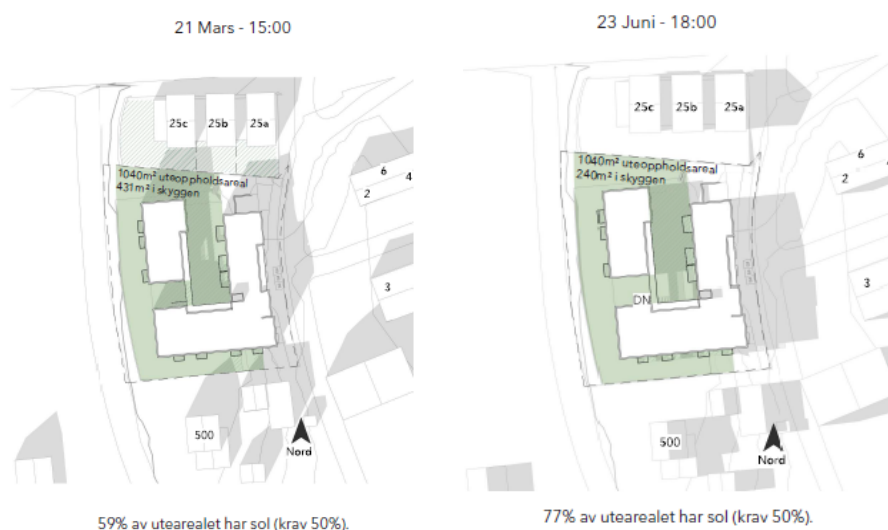 21 Mars - 15:00
25c
25b
25a
1040m² uteoppholdsareal
431m² i skyggen
6
4
2
3
500
Nord
59% av utearealet har sol (krav 50%).
23 Juni - 18:00
25c
25b
25a
1040m² uteoppholdsareal
240m² i skyggen
6
2
3
DN
500
Nord
77% av utearealet har sol (krav 50%).